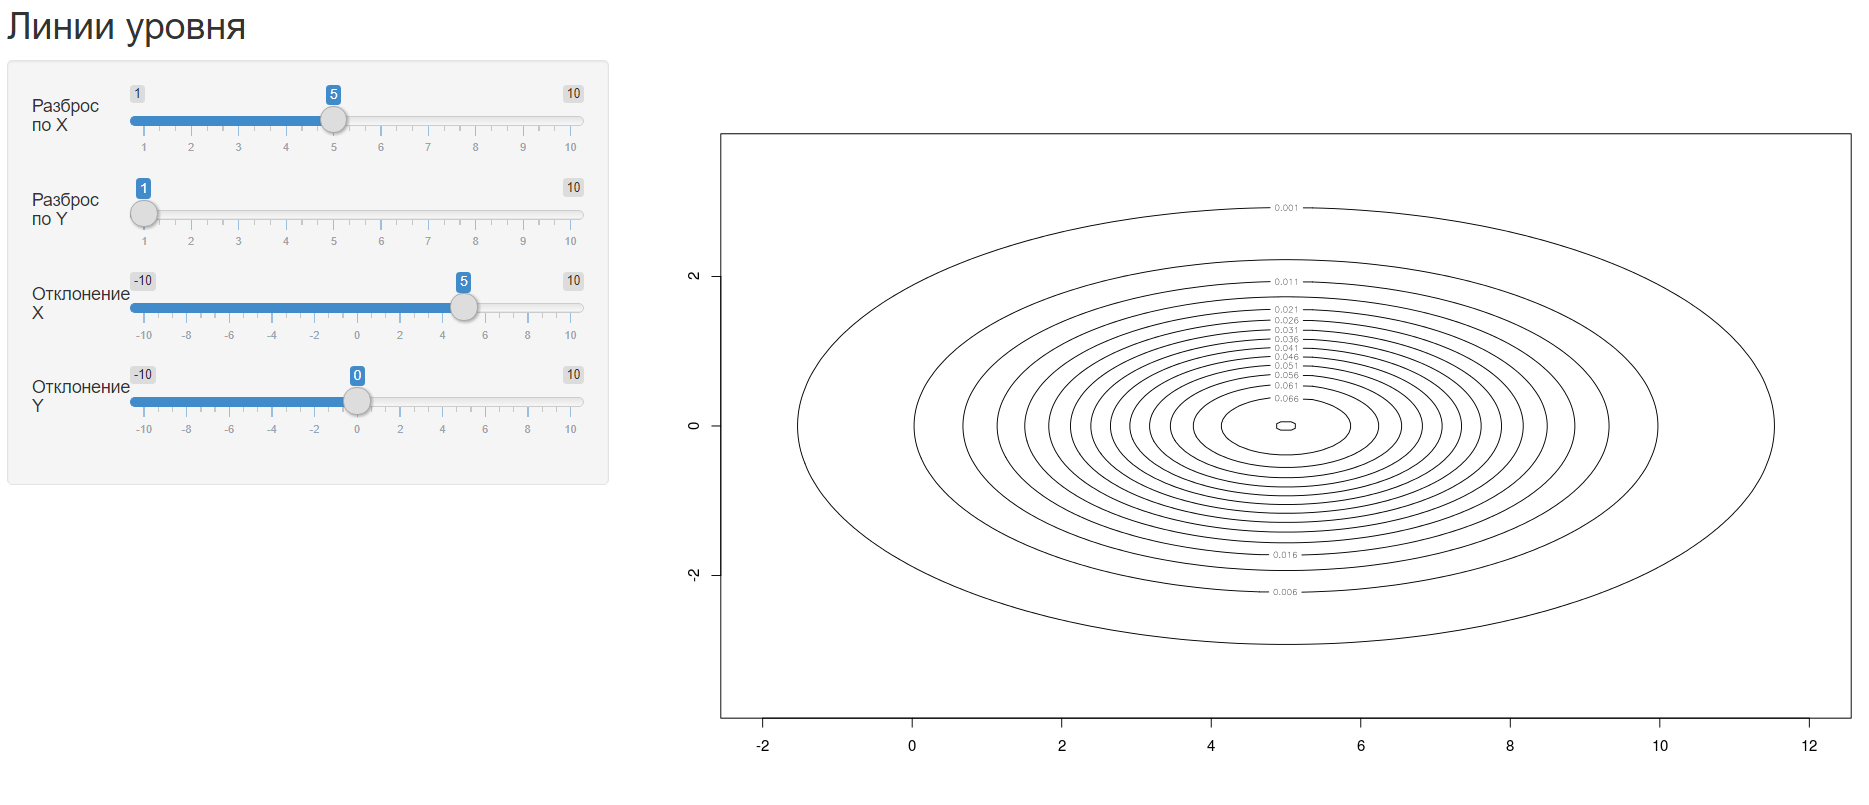 Линии уровня
Разброс
по X
1 5 10
1 2 3 4 5 6 7 8 9 10
Разброс
по Y
1 10
1 2 3 4 5 6 7 8 9 10
Отклонение
X
-10 5 10
-10 -8 -6 -4 -2 0 2 4 6 8 10
Отклонение
Y
-10 0 10
-10 -8 -6 -4 -2 0 2 4 6 8 10
2
0
-2
0.001
0.011
0.021
0.026
0.031
0.036
0.041
0.046
0.051
0.056
0.061
0.066
0.016
0.006
-2 0 2 4 6 8 10 12